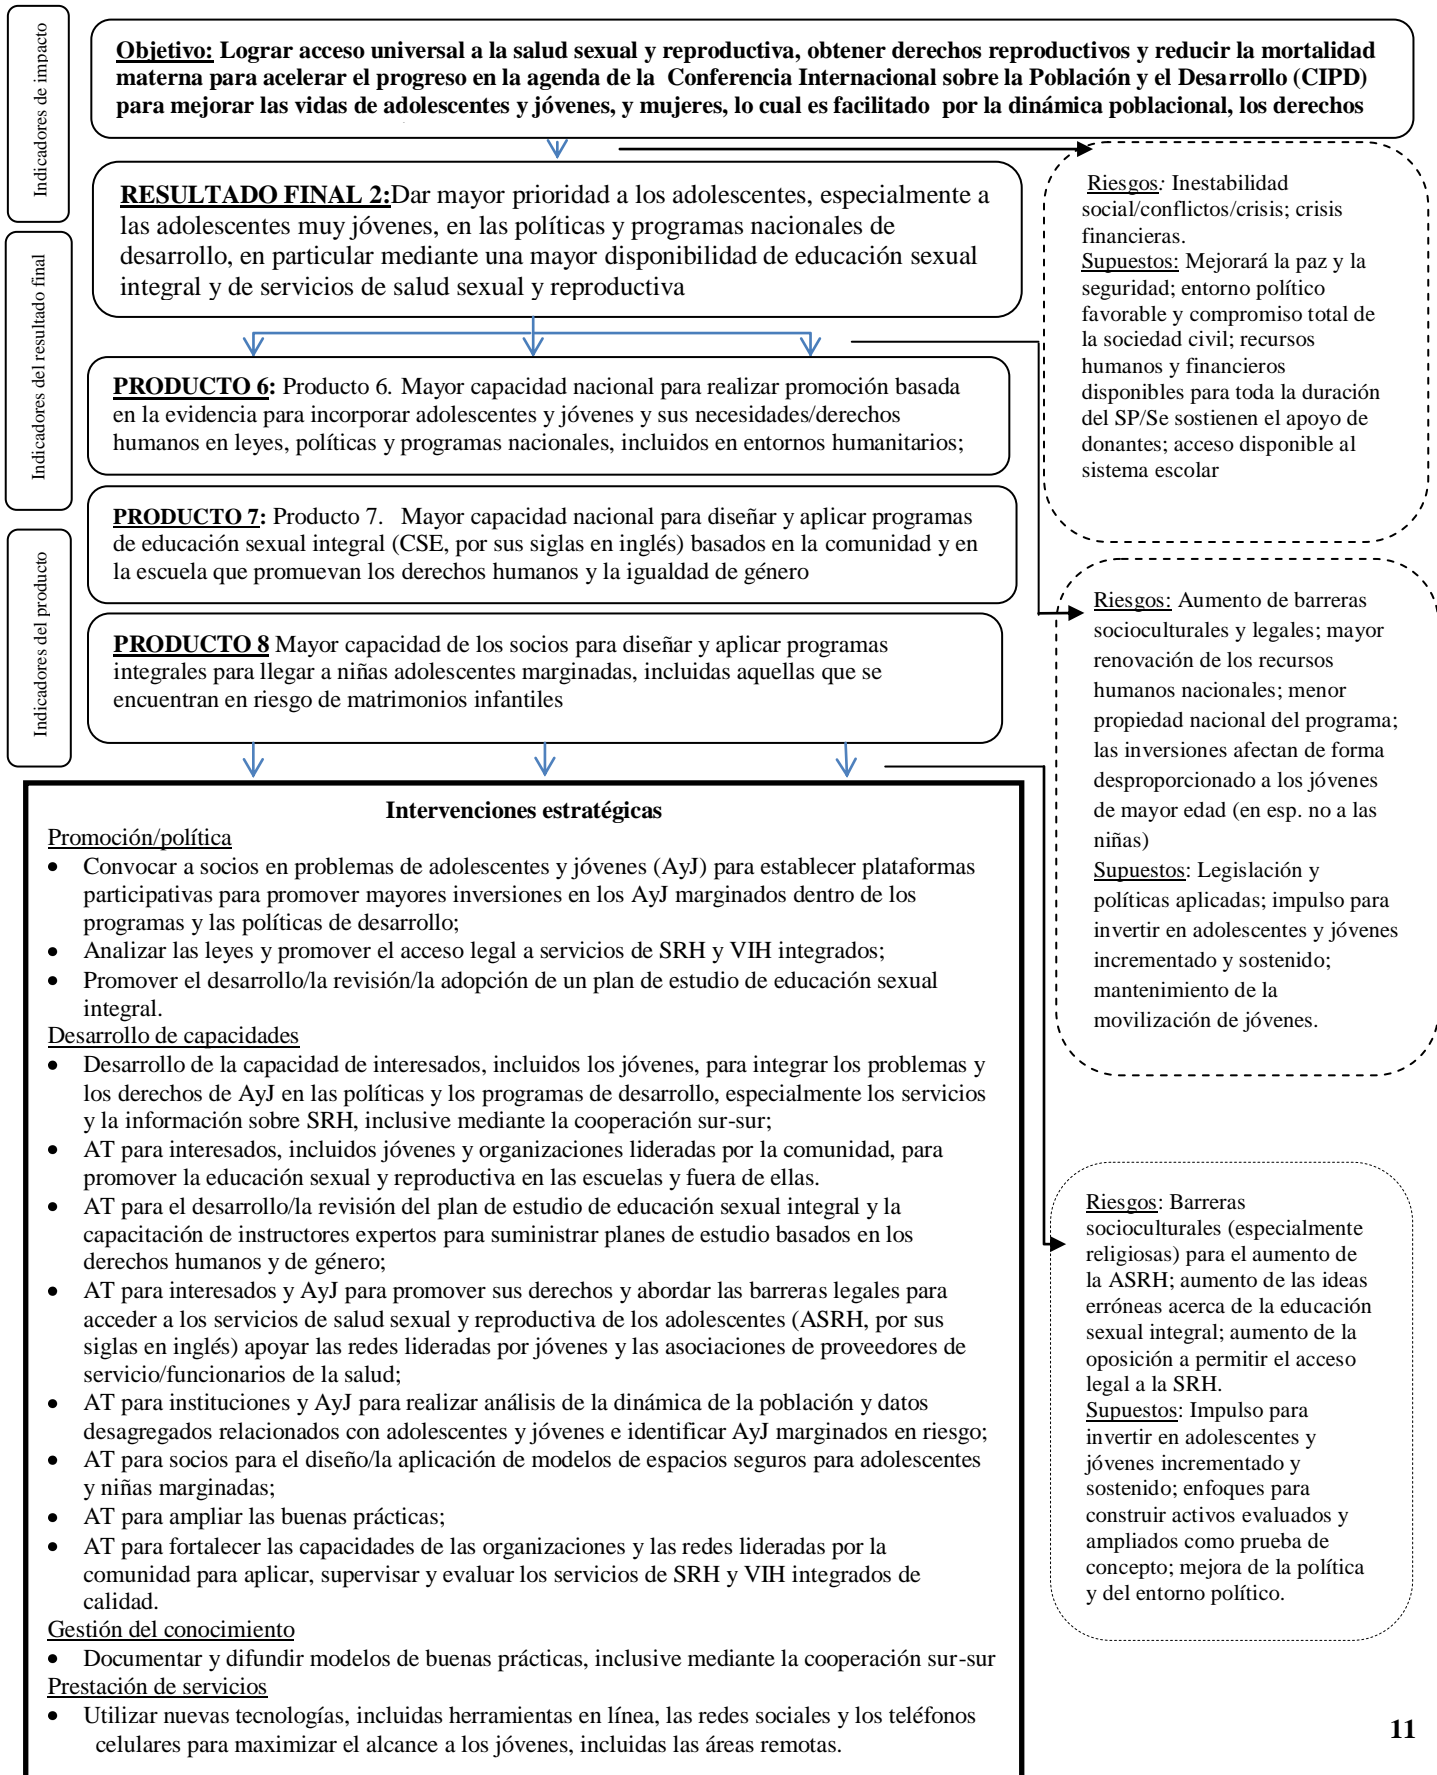 Indicadores de impacto
Objetivo: Lograr acceso universal a la salud sexual y reproductiva, obtener derechos reproductivos y reducir la mortalidad
materna para acelerar el progreso en la agenda de la Conferencia Internacional sobre la Población y el Desarrollo (CIPD)
para mejorar las vidas de adolescentes y jóvenes, y mujeres, lo cual es facilitado por la dinámica poblacional, los derechos
Indicadores del resultado final
RESULTADO FINAL 2:Dar mayor prioridad a los adolescentes, especialmente a
las adolescentes muy jóvenes, en las políticas y programas nacionales de
desarrollo, en particular mediante una mayor disponibilidad de educación sexual
integral y de servicios de salud sexual y reproductiva
Riesgos: Inestabilidad
social/conflictos/crisis; crisis
financieras.
Supuestos: Mejorará la paz y la
seguridad; entorno político
favorable y compromiso total de
la sociedad civil; recursos
humanos y financieros
disponibles para toda la duración
del SP/Se sostienen el apoyo de
donantes; acceso disponible al
sistema escolar
PRODUCTO 6: Producto 6. Mayor capacidad nacional para realizar promoción basada
en la evidencia para incorporar adolescentes y jóvenes y sus necesidades/derechos
humanos en leyes, políticas y programas nacionales, incluidos en entornos humanitarios;
Indicadores del producto
PRODUCTO 7: Producto 7. Mayor capacidad nacional para diseñar y aplicar programas
de educación sexual integral (CSE, por sus siglas en inglés) basados en la comunidad y en
la escuela que promuevan los derechos humanos y la igualdad de género
PRODUCTO 8 Mayor capacidad de los socios para diseñar y aplicar programas
integrales para llegar a niñas adolescentes marginadas, incluidas aquellas que se
encuentran en riesgo de matrimonios infantiles
Riesgos: Aumento de barreras
socioculturales y legales; mayor
renovación de los recursos
humanos nacionales; menor
propiedad nacional del programa;
las inversiones afectan de forma
desproporcionado a los jóvenes
de mayor edad (en esp. no a las
niñas)
Supuestos: Legislación y
políticas aplicadas; impulso para
invertir en adolescentes y jóvenes
incrementado y sostenido;
mantenimiento de la
movilización de jóvenes.
Intervenciones estratégicas
Promoción/política
• Convocar a socios en problemas de adolescentes y jóvenes (AyJ) para establecer plataformas
participativas para promover mayores inversiones en los AyJ marginados dentro de los
programas y las políticas de desarrollo;
• Analizar las leyes y promover el acceso legal a servicios de SRH y VIH integrados;
• Promover el desarrollo/la revisión/la adopción de un plan de estudio de educación sexual
integral.
Desarrollo de capacidades
• Desarrollo de la capacidad de interesados, incluidos los jóvenes, para integrar los problemas y
los derechos de AyJ en las políticas y los programas de desarrollo, especialmente los servicios
y la información sobre SRH, inclusive mediante la cooperación sur-sur;
• AT para interesados, incluidos jóvenes y organizaciones lideradas por la comunidad, para
promover la educación sexual y reproductiva en las escuelas y fuera de ellas.
• AT para el desarrollo/la revisión del plan de estudio de educación sexual integral y la
capacitación de instructores expertos para suministrar planes de estudio basados en los
derechos humanos y de género;
• AT para interesados y AyJ para promover sus derechos y abordar las barreras legales para
acceder a los servicios de salud sexual y reproductiva de los adolescentes (ASRH, por sus
siglas en inglés) apoyar las redes lideradas por jóvenes y las asociaciones de proveedores de
servicio/funcionarios de la salud;
• AT para instituciones y AyJ para realizar análisis de la dinámica de la población y datos
desagregados relacionados con adolescentes y jóvenes e identificar AyJ marginados en riesgo;
• AT para socios para el diseño/la aplicación de modelos de espacios seguros para adolescentes
y niñas marginadas;
• AT para ampliar las buenas prácticas;
• AT para fortalecer las capacidades de las organizaciones y las redes lideradas por la
comunidad para aplicar, supervisar y evaluar los servicios de SRH y VIH integrados de
calidad.
Gestión del conocimiento
• Documentar y difundir modelos de buenas prácticas, inclusive mediante la cooperación sur-sur
Prestación de servicios
• Utilizar nuevas tecnologías, incluidas herramientas en línea, las redes sociales y los teléfonos
celulares para maximizar el alcance a los jóvenes, incluidas las áreas remotas.
Riesgos: Barreras
socioculturales (especialmente
religiosas) para el aumento de
la ASRH; aumento de las ideas
erróneas acerca de la educación
sexual integral; aumento de la
oposición a permitir el acceso
legal a la SRH.
Supuestos: Impulso para
invertir en adolescentes y
jóvenes incrementado y
sostenido; enfoques para
construir activos evaluados y
ampliados como prueba de
concepto; mejora de la política
y del entorno político.
11